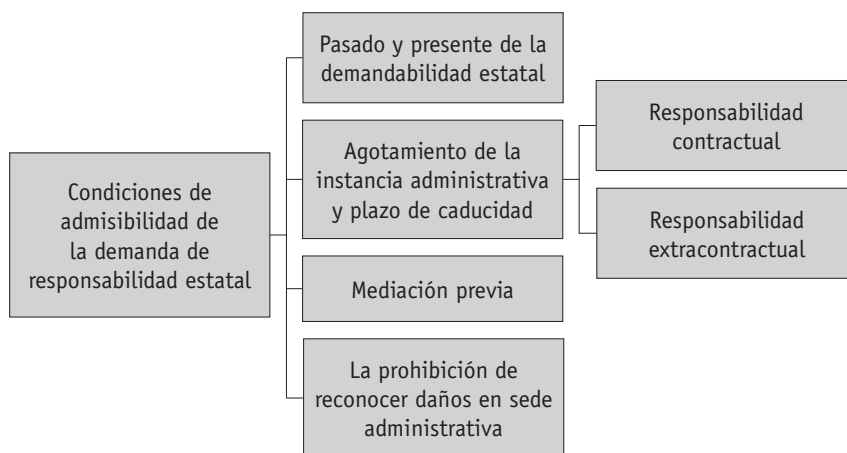 Condiciones de
admisibilidad de
la demanda de
responsabilidad estatal
Pasado y presente de la
demandabilidad estatal
Agotamiento de la
instancia administrativa
y plazo de caducidad
Responsabilidad
contractual
Responsabilidad
extracontractual
Mediación previa
La prohibición de
reconocer daños en sede
administrativa